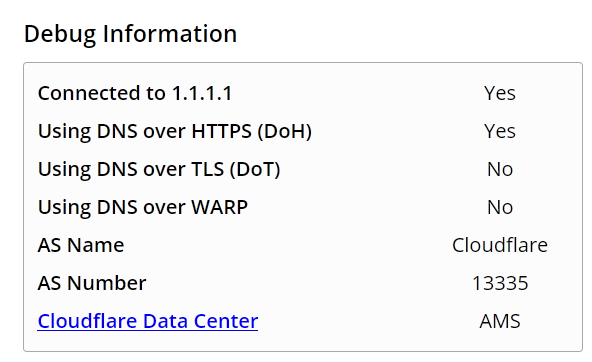 Debug Information
Connected to 1.1.1.1 Yes
Using DNS over HTTPS (DoH) Yes
Using DNS over TLS (DoT) No
Using DNS over WARP No
AS Name Cloudflare
AS Number 13335
Cloudflare Data Center AMS